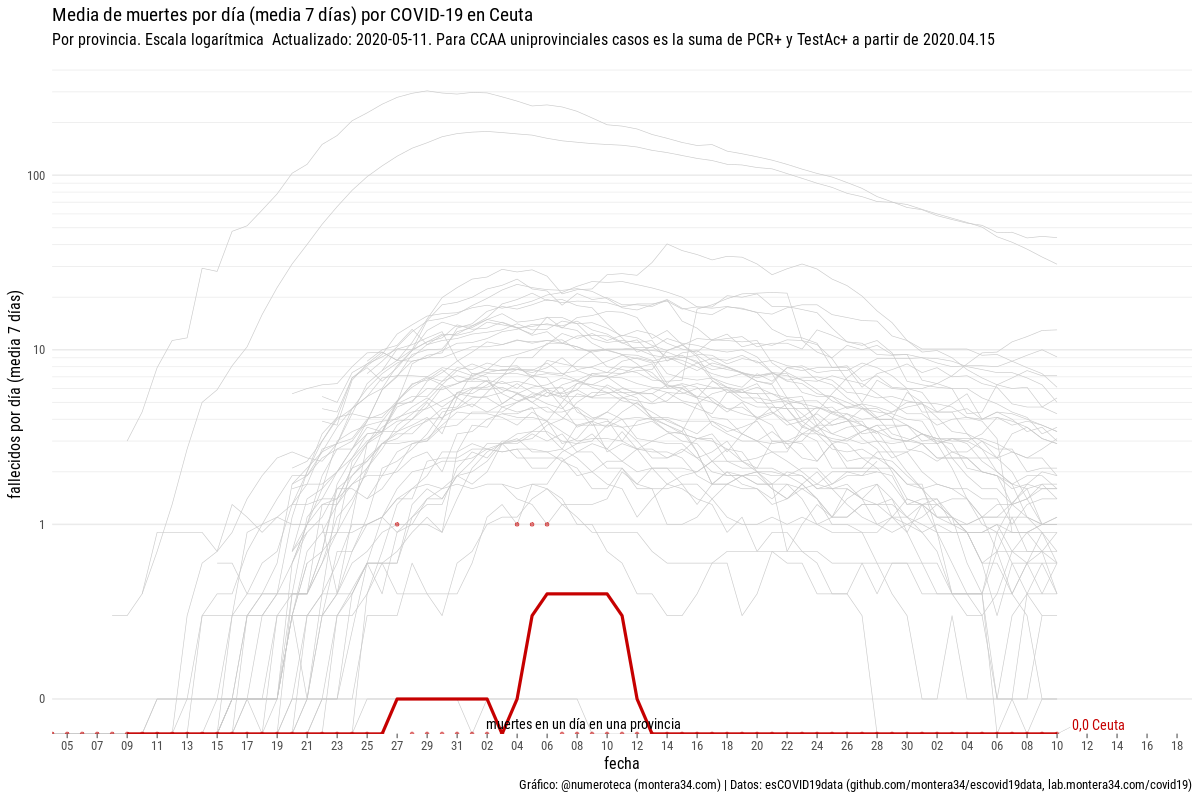 Media de muertes por día (media 7 días) por COVID-19 en Ceuta
Por provincia. Escala logarítmica  Actualizado: 2020-05-11. Para CCAA uniprovinciales casos es la suma de PCR+ y TestAc+ a partir de 2020.04.15
fallecidos por día (media  7 días)
100
10
1
0
muertes en un día en una provincia
0,0 Ceuta
05 07 09 11 13 15 17 19 21 23 25 27 29 31 02 04 06 08 10 12 14 16 18 20 22 24 26 28 30 02 04 06 08 10 12 14 16 18
fecha
Gráfico: @numeroteca (montera34.com) | Datos: esCOVID19data (github.com/montera34/escovid19data, lab.montera34.com/covid19)